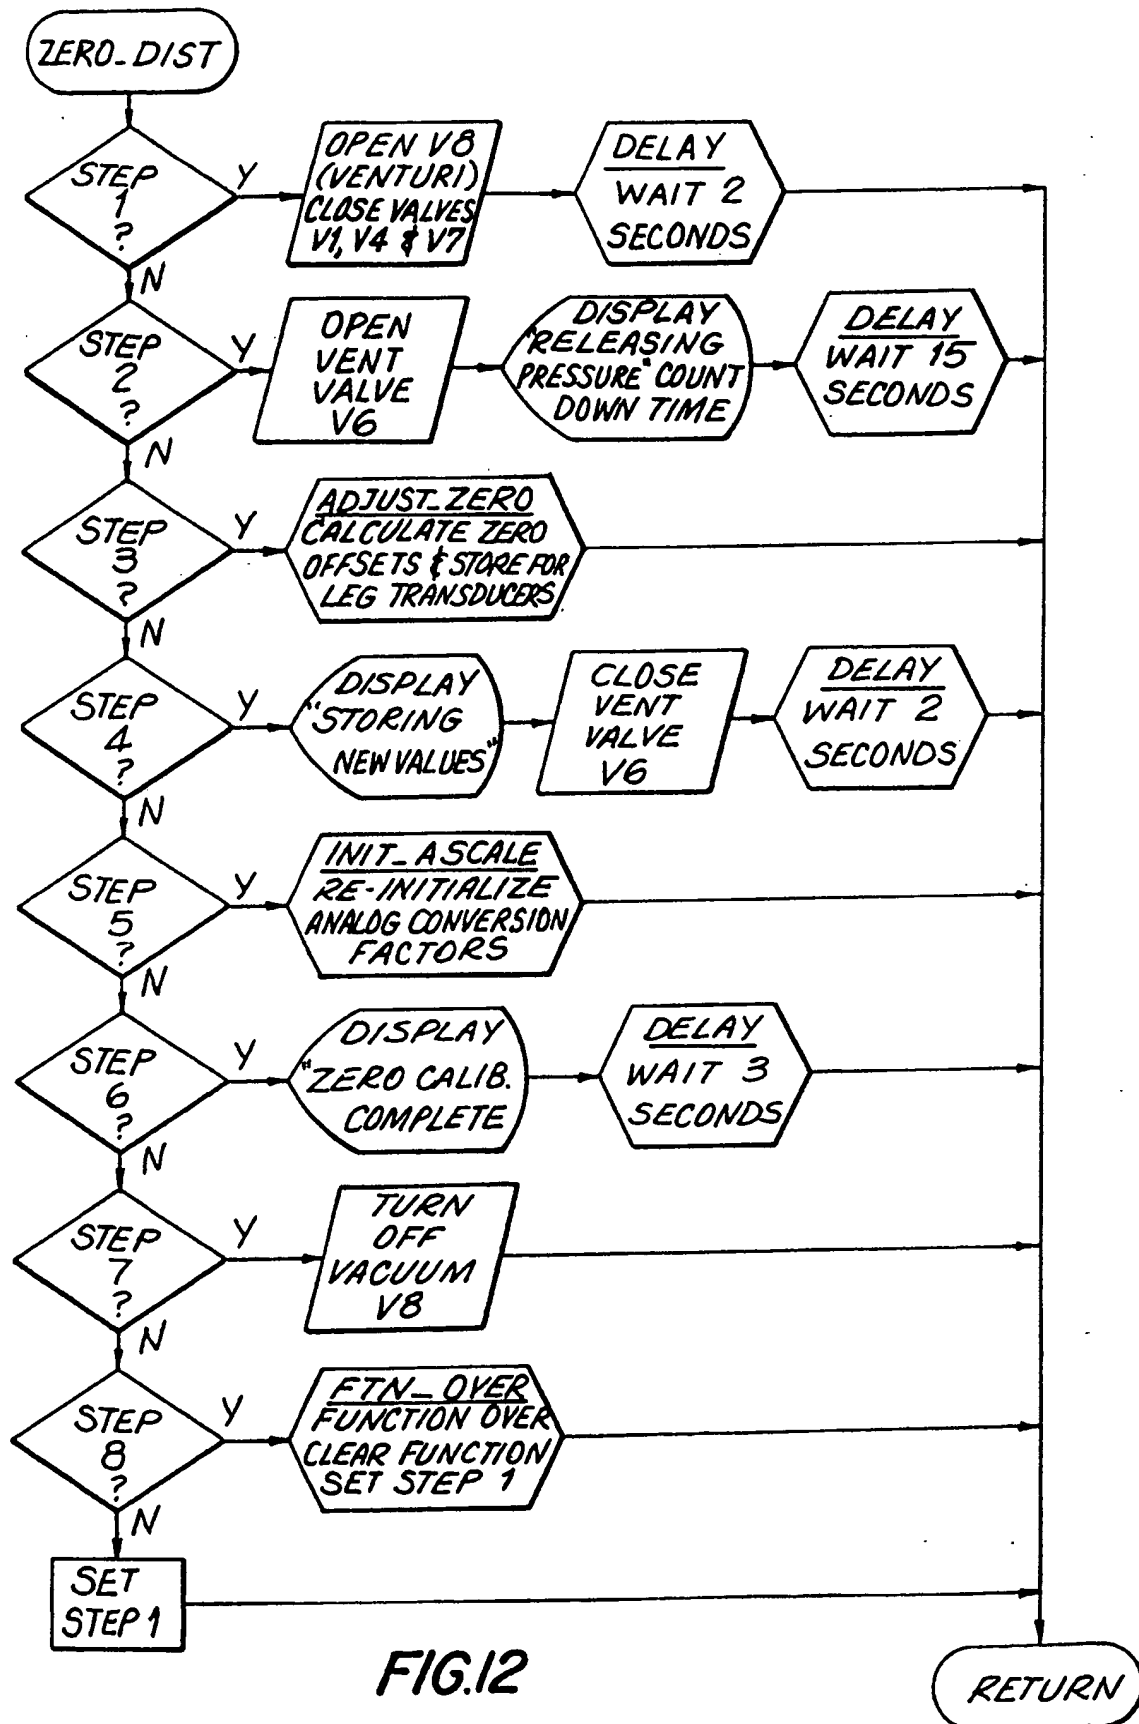 ZERO_DIST
STEP
1
?
Y
OPEN V8
(VENTURI)
CLOSE VALVES
V1, V4 & V7
DELAY
WAIT 2
SECONDS
N
STEP
2
?
Y
OPEN
VENT
VALVE
V6
DISPLAY
"RELEASING
PRESSURE" COUNT
DOWN TIME
DELAY
WAIT 15
SECONDS
N
STEP
3
?
Y
ADJUST_ZERO
CALCULATE ZERO
OFFSETS & STORE FOR
LEG TRANSDUCERS
N
STEP
4
?
Y
DISPLAY
"STORING
NEW VALUES"
CLOSE
VENT
VALVE
V6
DELAY
WAIT 2
SECONDS
N
STEP
5
?
Y
INIT_ASCALE
RE-INITIALIZE
ANALOG CONVERSION
FACTORS
N
STEP
6
?
Y
DISPLAY
"ZERO CALIB.
COMPLETE
DELAY
WAIT 3
SECONDS
N
STEP
7
?
Y
TURN
OFF
VACUUM
V8
N
STEP
8
?
Y
FTN_OVER
FUNCTION OVER
CLEAR FUNCTION
SET STEP 1
N
SET
STEP 1
FIG.12
RETURN